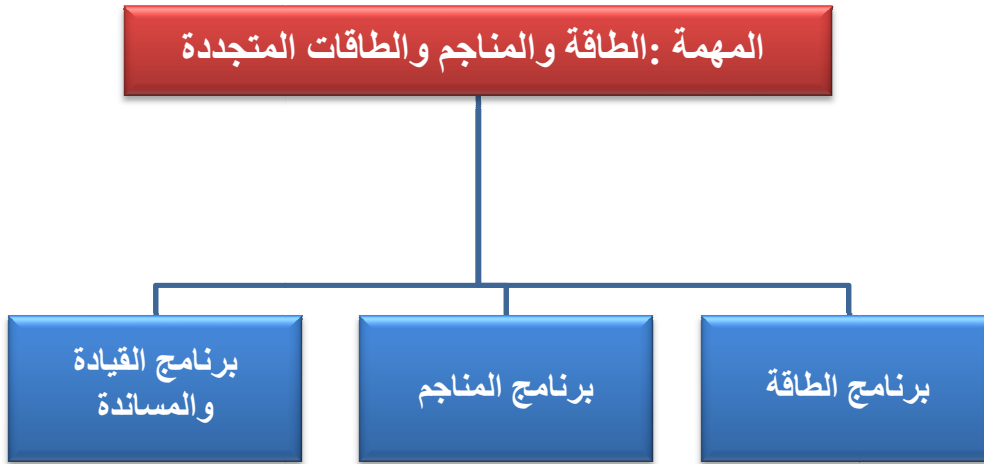 المهمة :الطاقة والمناجم والطاقات المتجددة
برنامج الطاقة
برنامج المناجم
برنامج القيادة
والمساندة